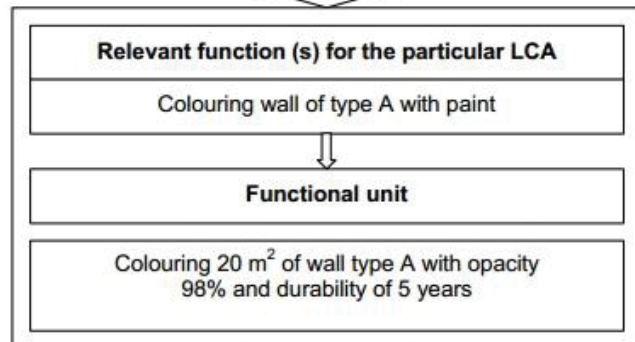 Relevant function (s) for the particular LCA
Colouring wall of type A with paint
Functional unit
Colouring 20 m² of wall type A with opacity
98% and durability of 5 years